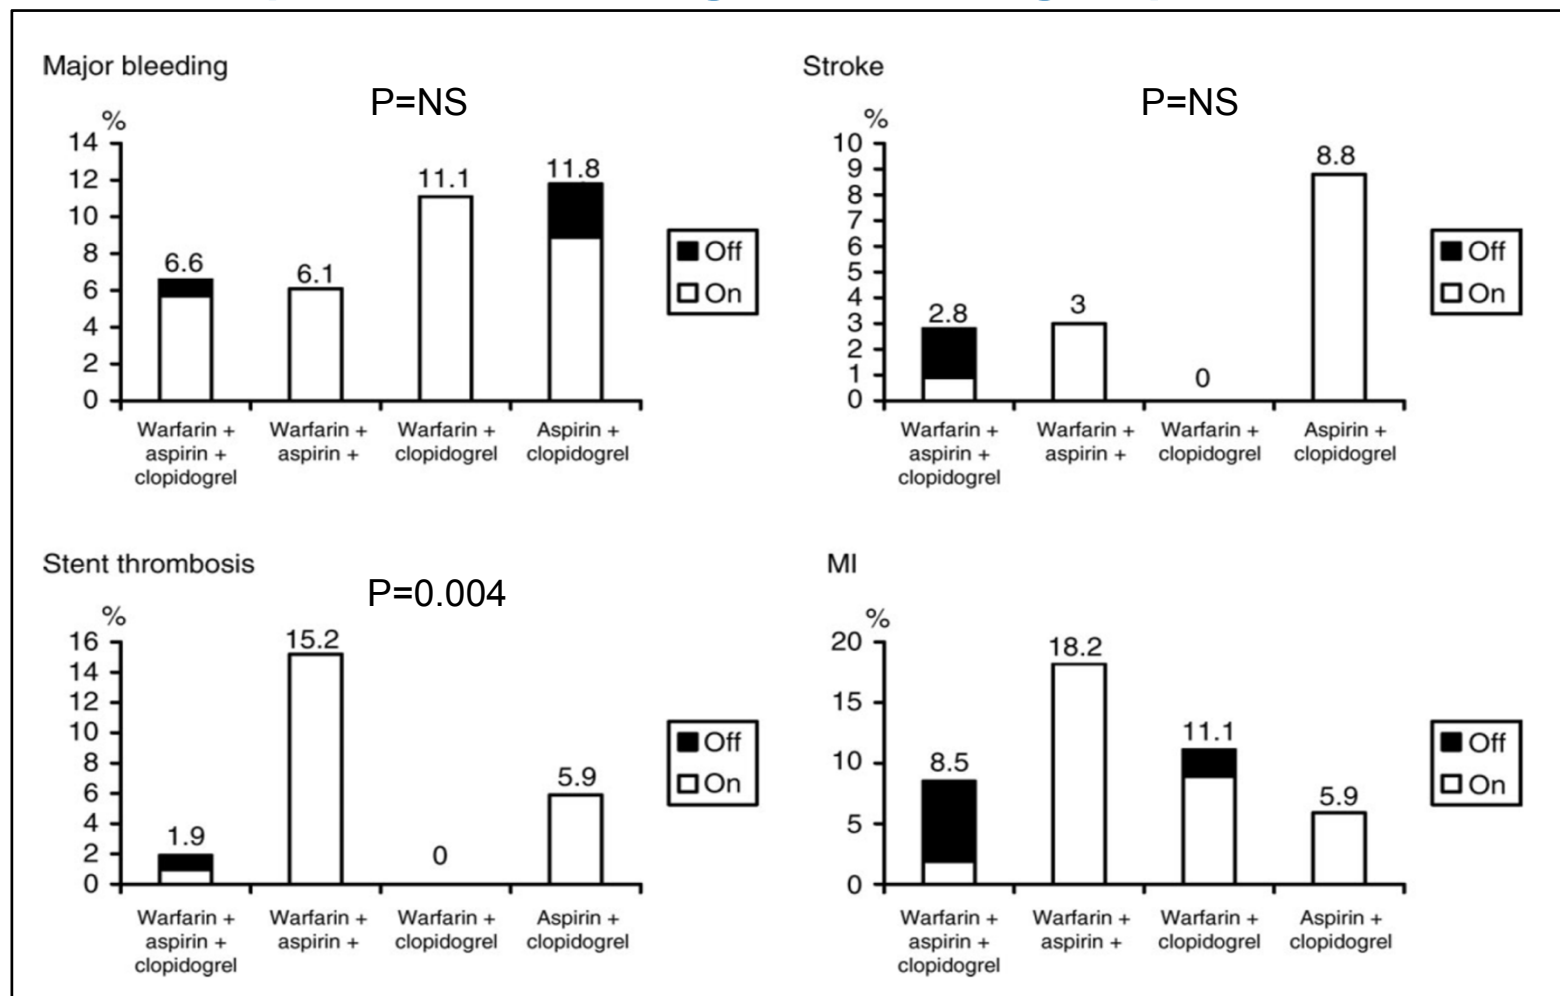 Major bleeding
P=NS
%
14
12
10
8
6
4
2
0
6.6
6.1
11.1
11.8
Off
On
Warfarin +
aspirin +
clopidogrel
Warfarin +
aspirin +
Warfarin +
clopidogrel
Aspirin +
clopidogrel
Stroke
P=NS
%
10
9
8
7
6
5
4
3
2
1
0
2.8
3
0
8.8
Off
On
Warfarin +
aspirin +
clopidogrel
Warfarin +
aspirin +
Warfarin +
clopidogrel
Aspirin +
clopidogrel
Stent thrombosis
P=0.004
%
16
14
12
10
8
6
4
2
0
1.9
15.2
0
5.9
Off
On
Warfarin +
aspirin +
clopidogrel
Warfarin +
aspirin +
Warfarin +
clopidogrel
Aspirin +
clopidogrel
MI
%
20
15
10
5
0
8.5
18.2
11.1
5.9
Off
On
Warfarin +
aspirin +
clopidogrel
Warfarin +
aspirin +
Warfarin +
clopidogrel
Aspirin +
clopidogrel